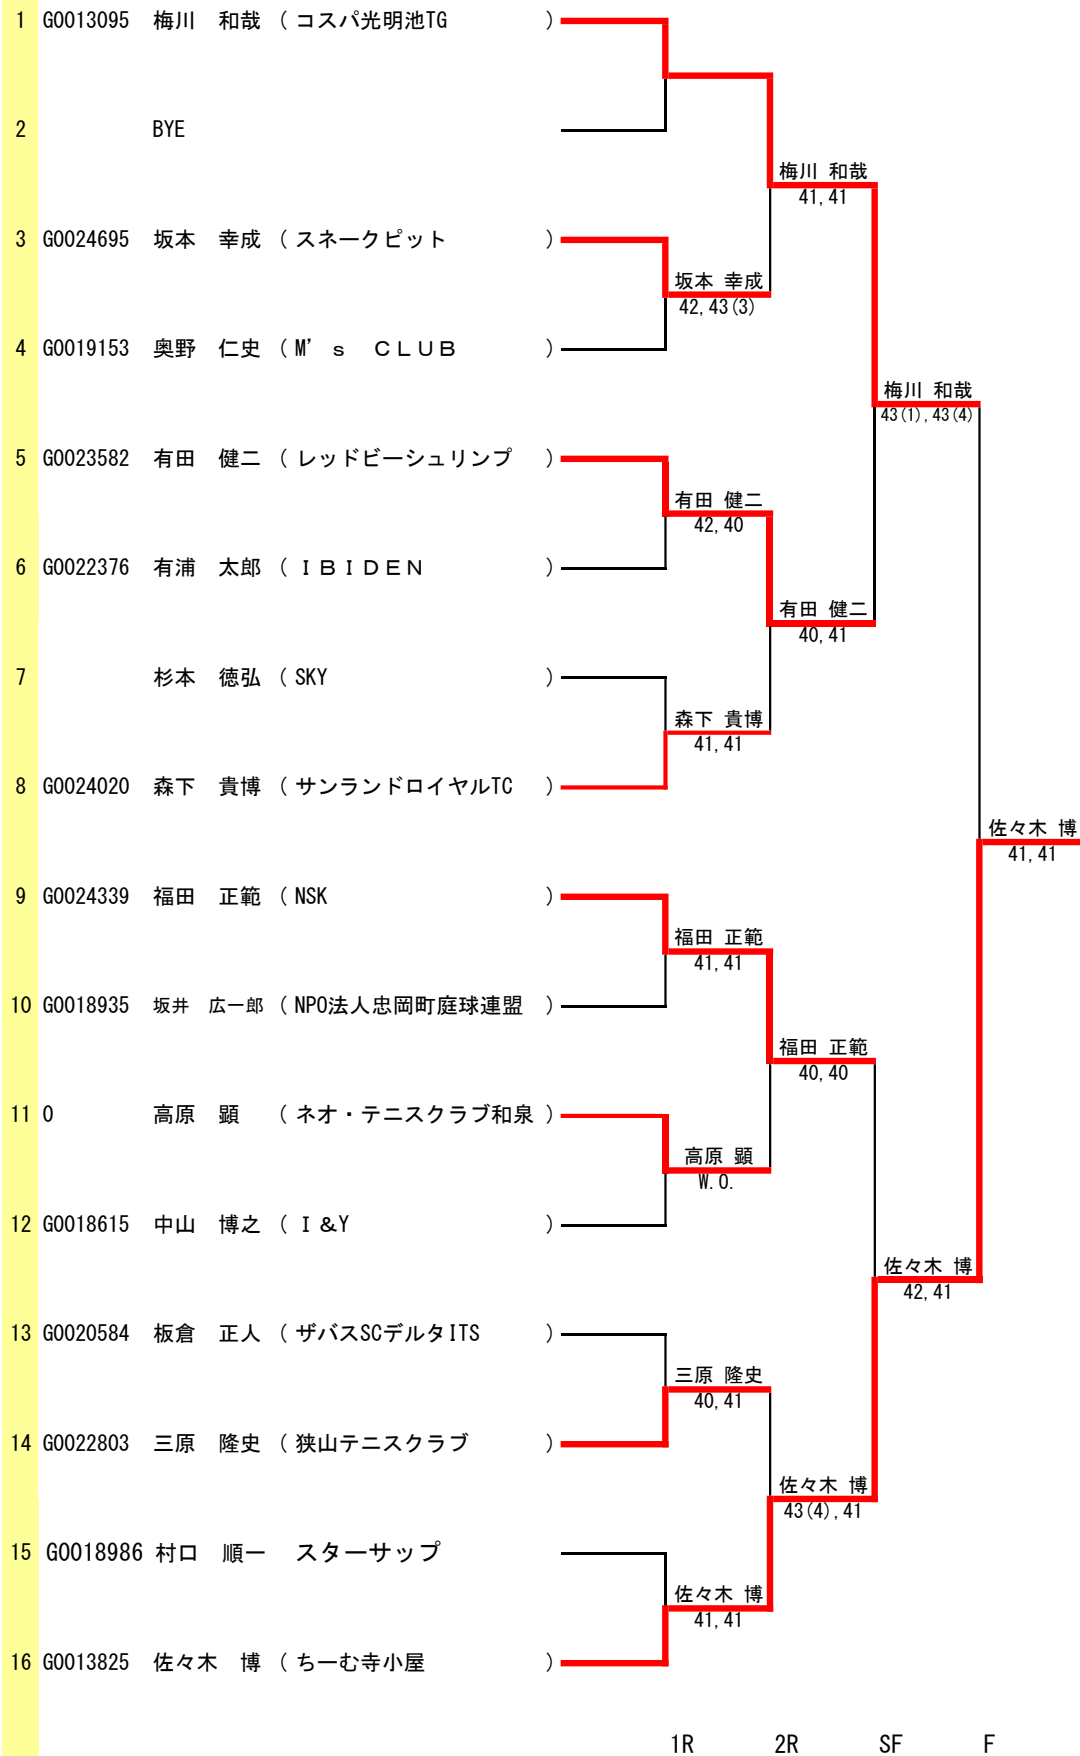 1 G0013095 梅川 和哉 ( コスパ光明池TG )
2 BYE
梅川 和哉
41,41
3 G0024695 坂本 幸成 ( スネークピット )
坂本 幸成
42,43(3)
4 G0019153 奥野 仁史 ( M’ｓ ＣＬＵＢ )
梅川 和哉
43(1),43(4)
5 G0023582 有田 健二 ( レッドビーシュリンプ )
有田 健二
42,40
6 G0022376 有浦 太郎 ( ＩＢＩＤＥＮ )
有田 健二
40,41
7 杉本 徳弘 ( SKY )
森下 貴博
41,41
8 G0024020 森下 貴博 ( サンランドロイヤルTC )
佐々木 博
41,41
9 G0024339 福田 正範 ( NSK )
福田 正範
41,41
10 G0018935 坂井 広一郎 ( NPO法人忠岡町庭球連盟 )
福田 正範
40,40
11 0 高原 顕 ( ネオ・テニスクラブ和泉 )
高原 顕
W.O.
12 G0018615 中山 博之 ( Ｉ＆Y )
佐々木 博
42,41
13 G0020584 板倉 正人 ( ザバスSCデルタITS )
三原 隆史
40,41
14 G0022803 三原 隆史 ( 狭山テニスクラブ )
佐々木 博
43(4),41
15 G0018986 村口 順一 スターサップ
佐々木 博
41,41
16 G0013825 佐々木 博 ( ちーむ寺小屋 )
1R 2R SF F